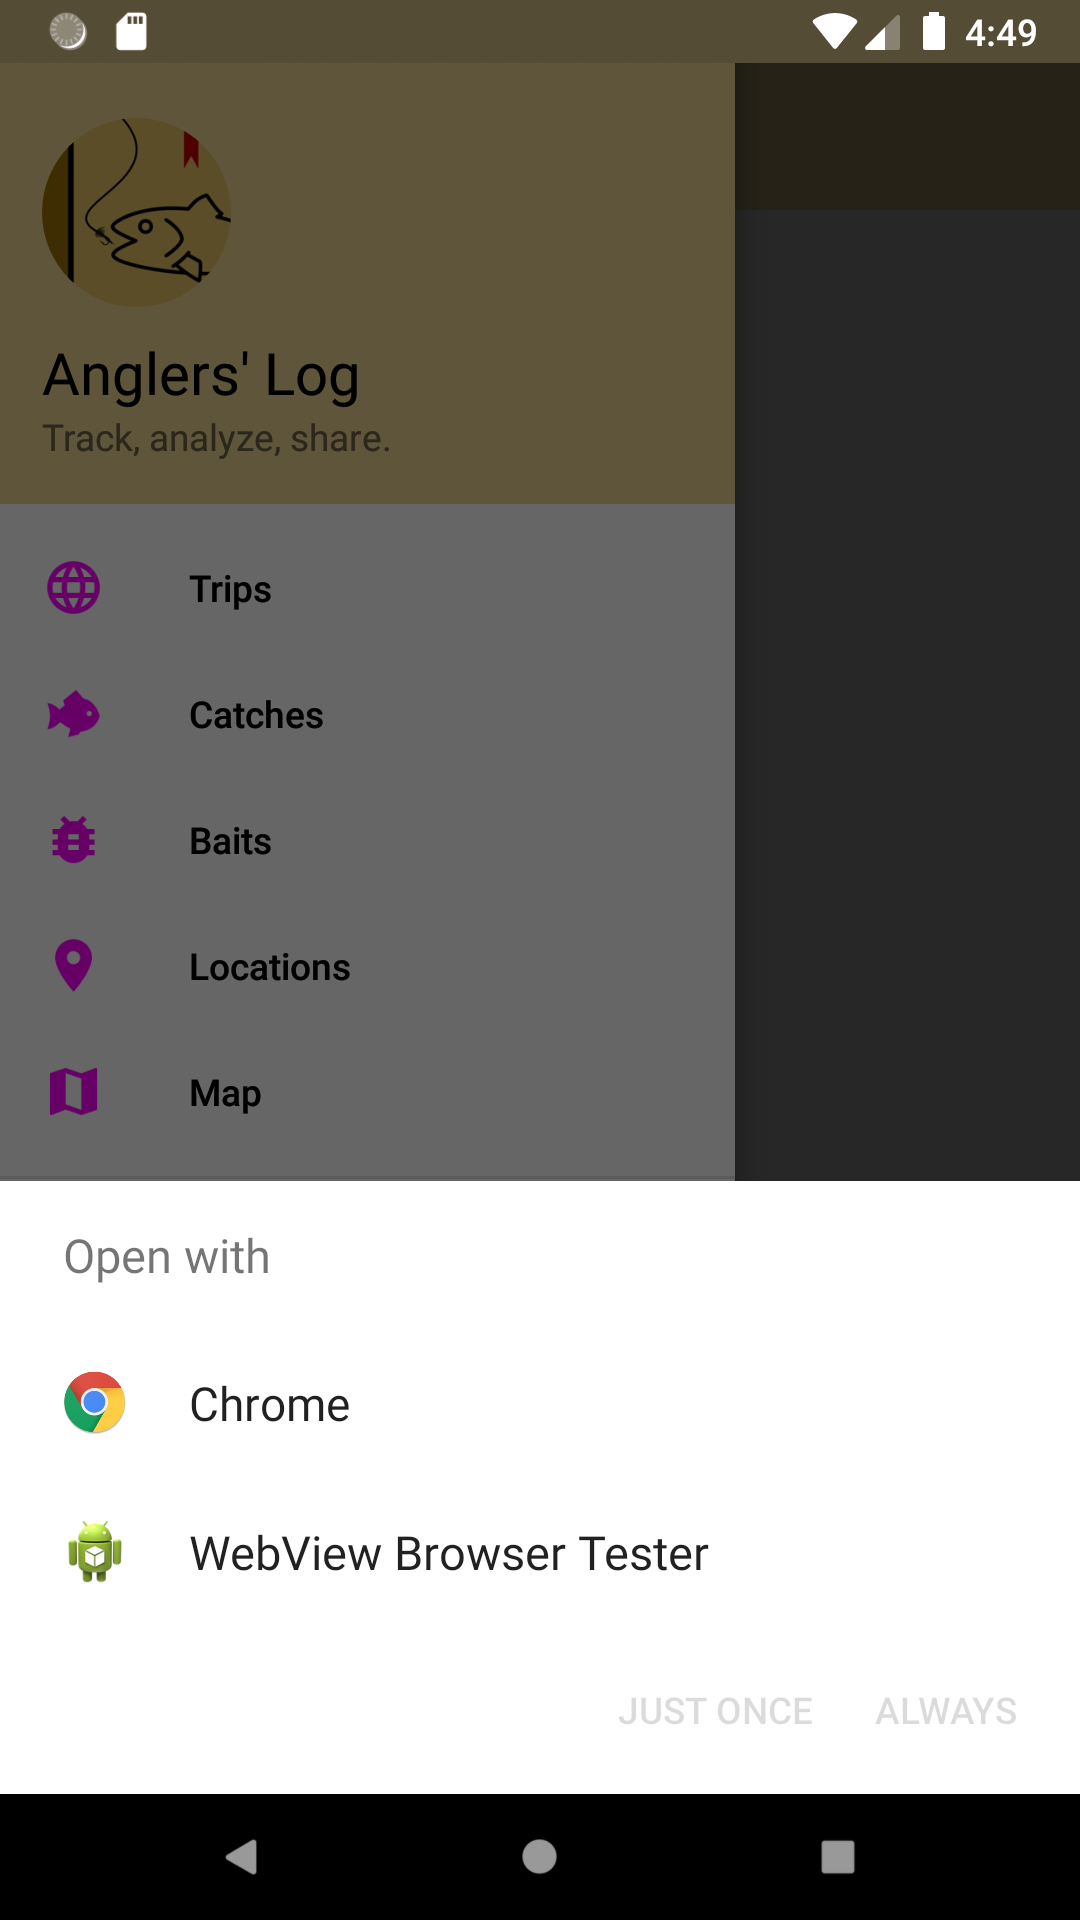 4:49
Anglers' Log
Track, analyze, share.
Trips
Catches
Baits
Locations
Map
Open with
Chrome
WebView Browser Tester
JUST ONCE ALWAYS